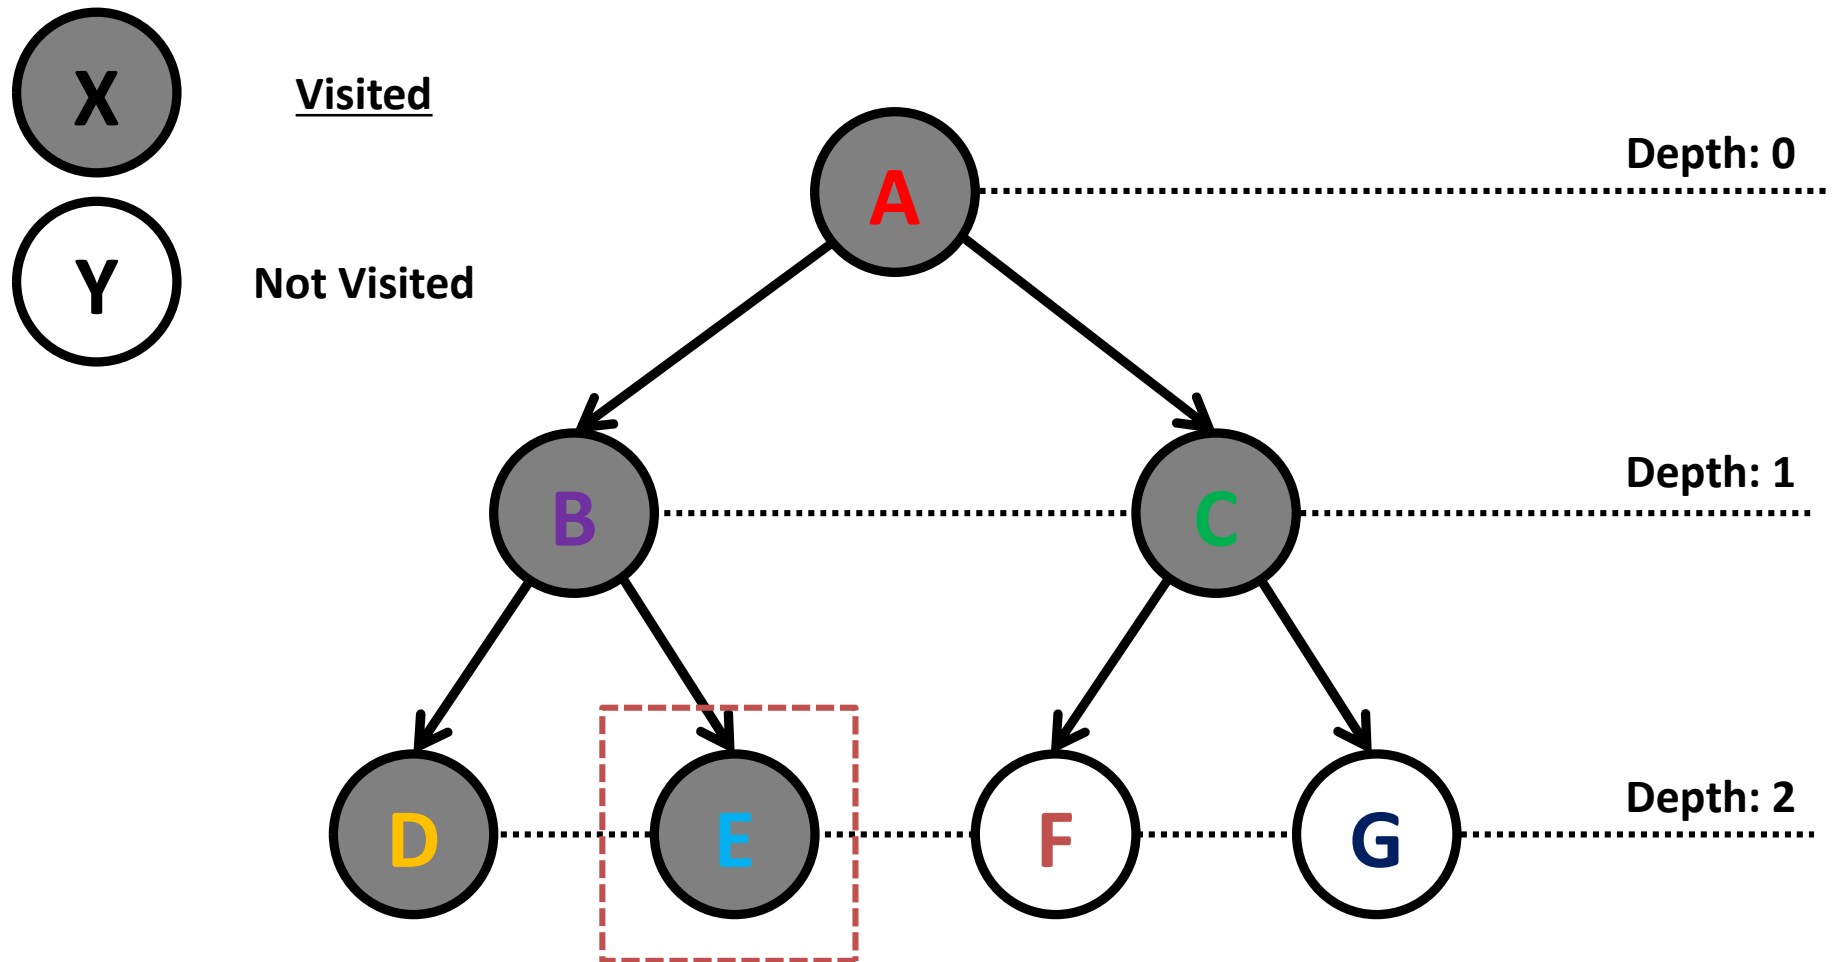 X Visited
Y Not Visited
A Depth: 0
B C Depth: 1
D E F G Depth: 2